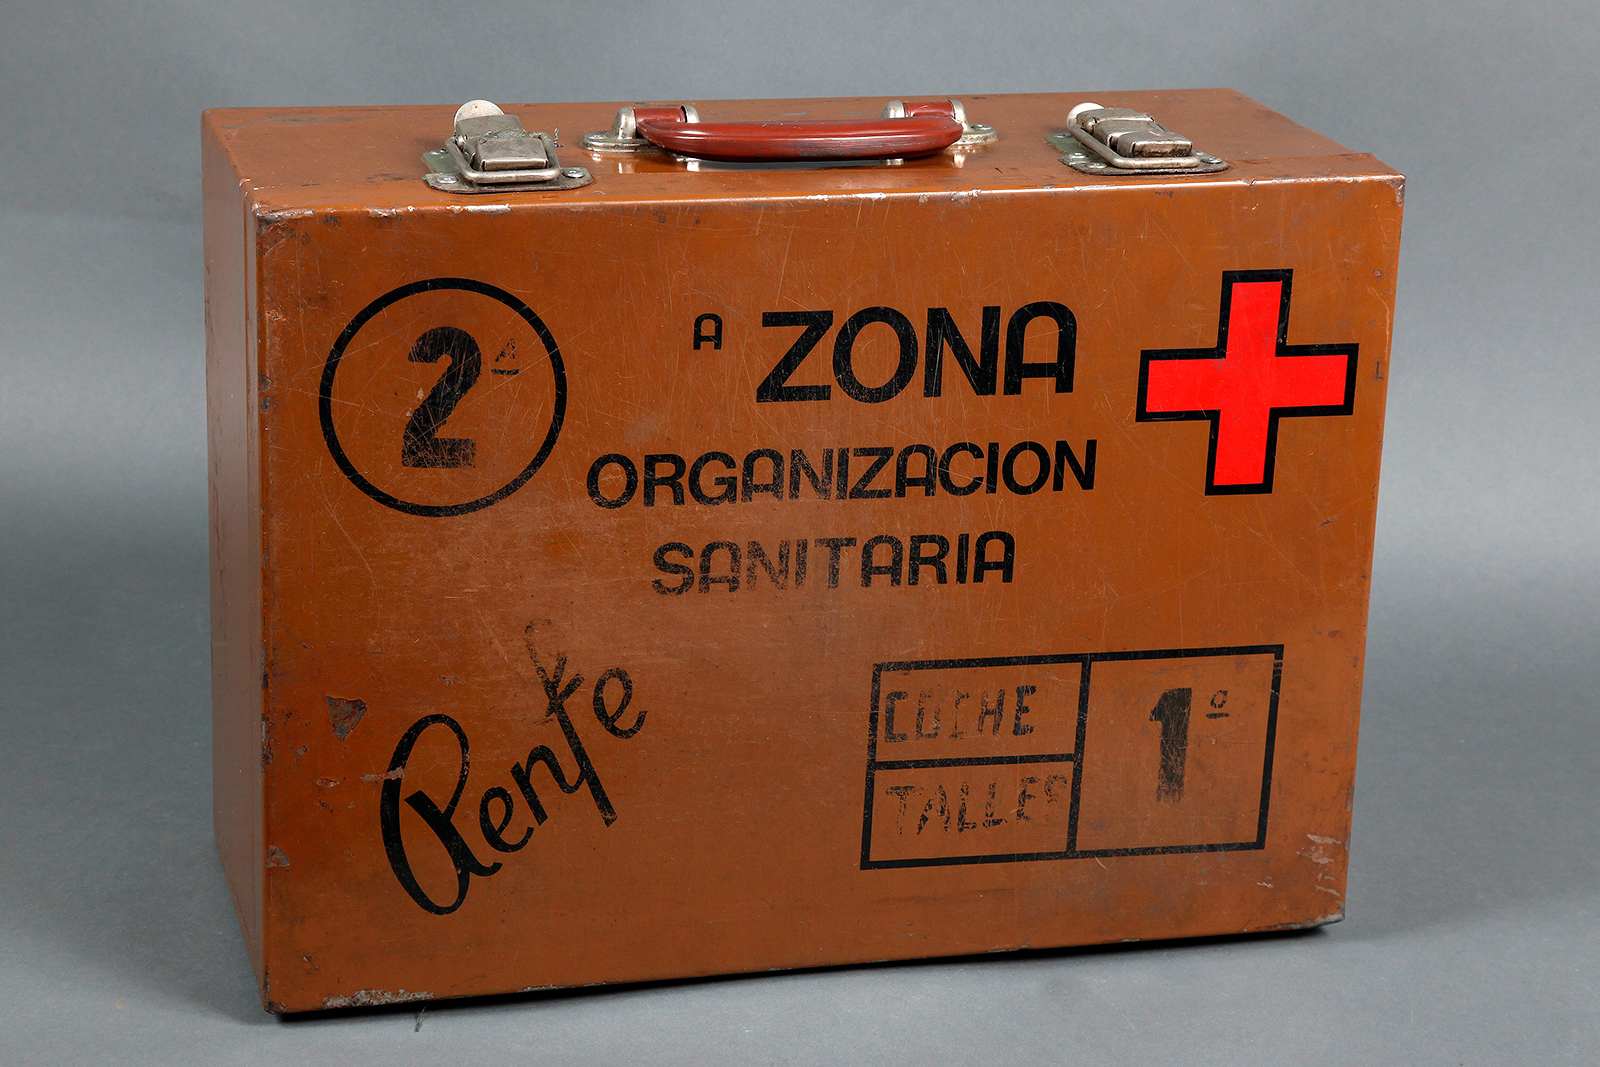 2ª
A ZONA
ORGANIZACION
SANITARIA
Renfe
COCHE
TALLER
1º